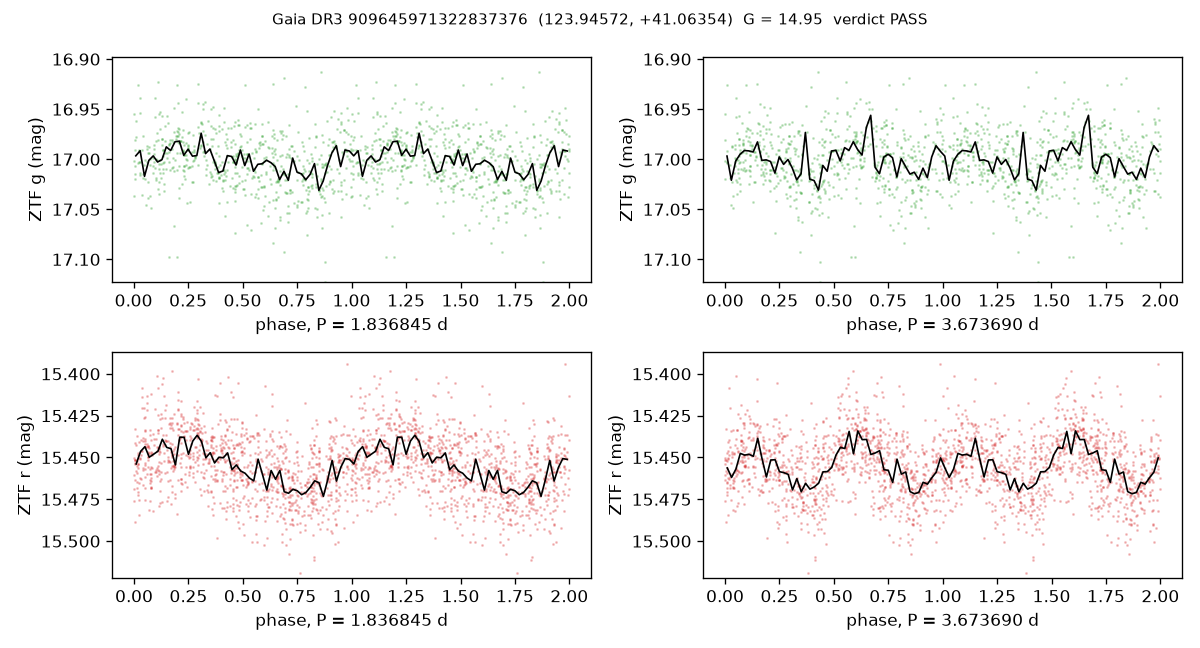 Gaia DR3 909645971322837376  (123.94572, +41.06354)  G = 14.95  verdict PASS
16.90
16.95
17.00
17.05
17.10
ZTF g (mag)
0.00 0.25 0.50 0.75 1.00 1.25 1.50 1.75 2.00
phase, P = 1.836845 d
16.90
16.95
17.00
17.05
17.10
ZTF g (mag)
0.00 0.25 0.50 0.75 1.00 1.25 1.50 1.75 2.00
phase, P = 3.673690 d
15.400
15.425
15.450
15.475
15.500
ZTF r (mag)
0.00 0.25 0.50 0.75 1.00 1.25 1.50 1.75 2.00
phase, P = 1.836845 d
15.400
15.425
15.450
15.475
15.500
ZTF r (mag)
0.00 0.25 0.50 0.75 1.00 1.25 1.50 1.75 2.00
phase, P = 3.673690 d